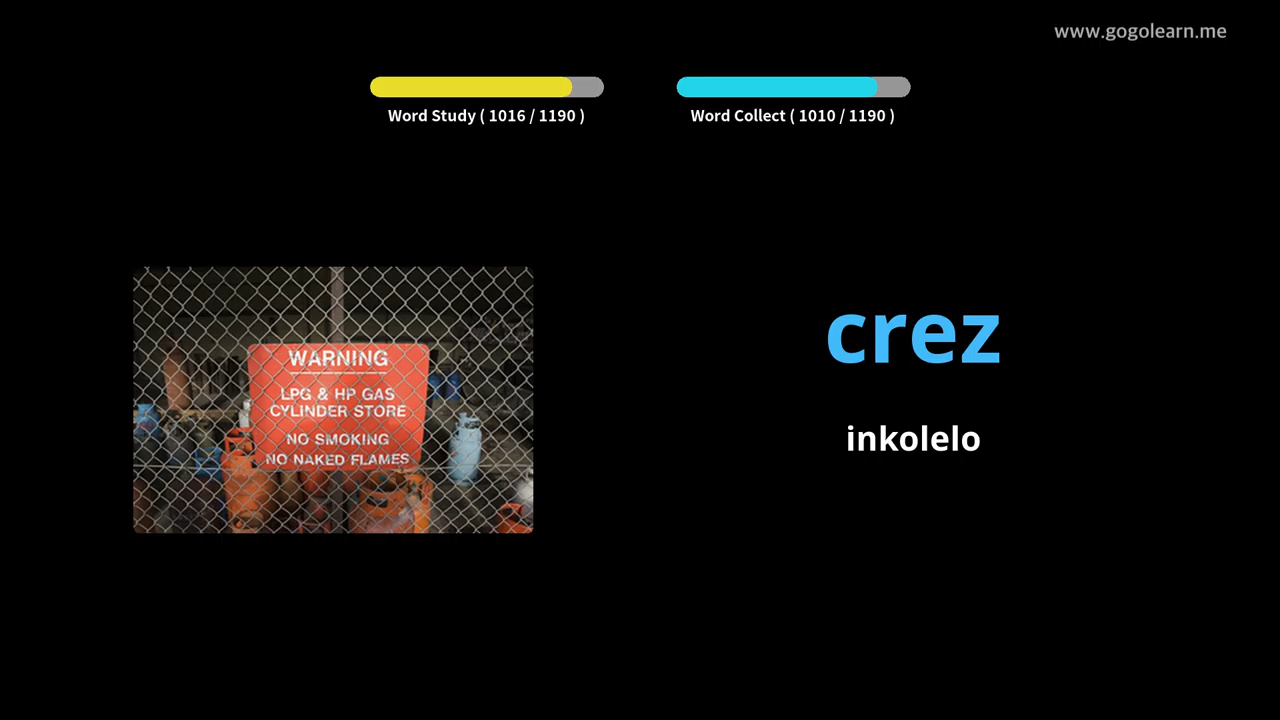 www.gogolearn.me
Word Study ( 1016 / 1190 )
Word Collect ( 1010 / 1190 )
WARNING
LPG & HP GAS
CYLINDER STORE
NO SMOKING
NO NAKED FLAMES
crez
inkolelo